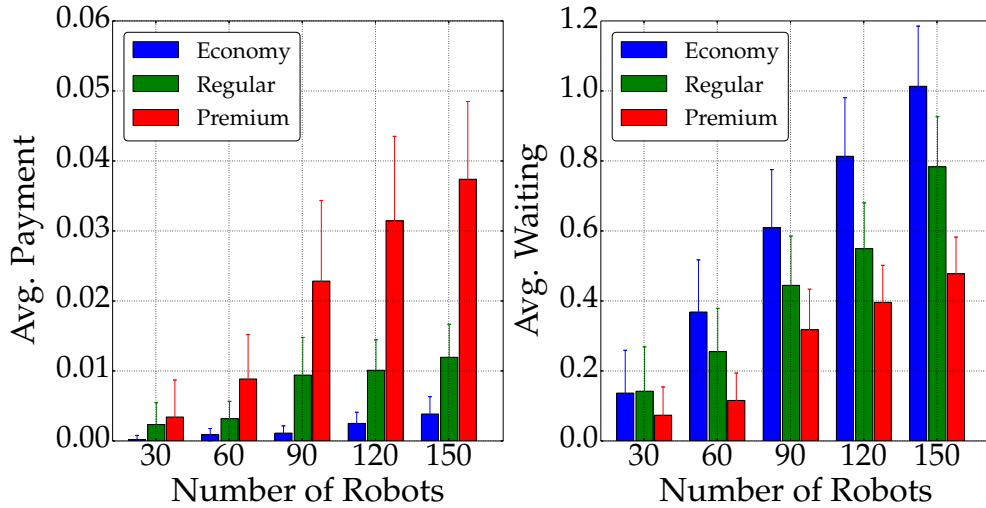 0.06
0.05
0.04
0.03
0.02
0.01
0.00
Avg. Payment
Economy
Regular
Premium
30 60 90 120 150
Number of Robots
1.2
1.0
0.8
0.6
0.4
0.2
0.0
Avg. Waiting
Economy
Regular
Premium
30 60 90 120 150
Number of Robots